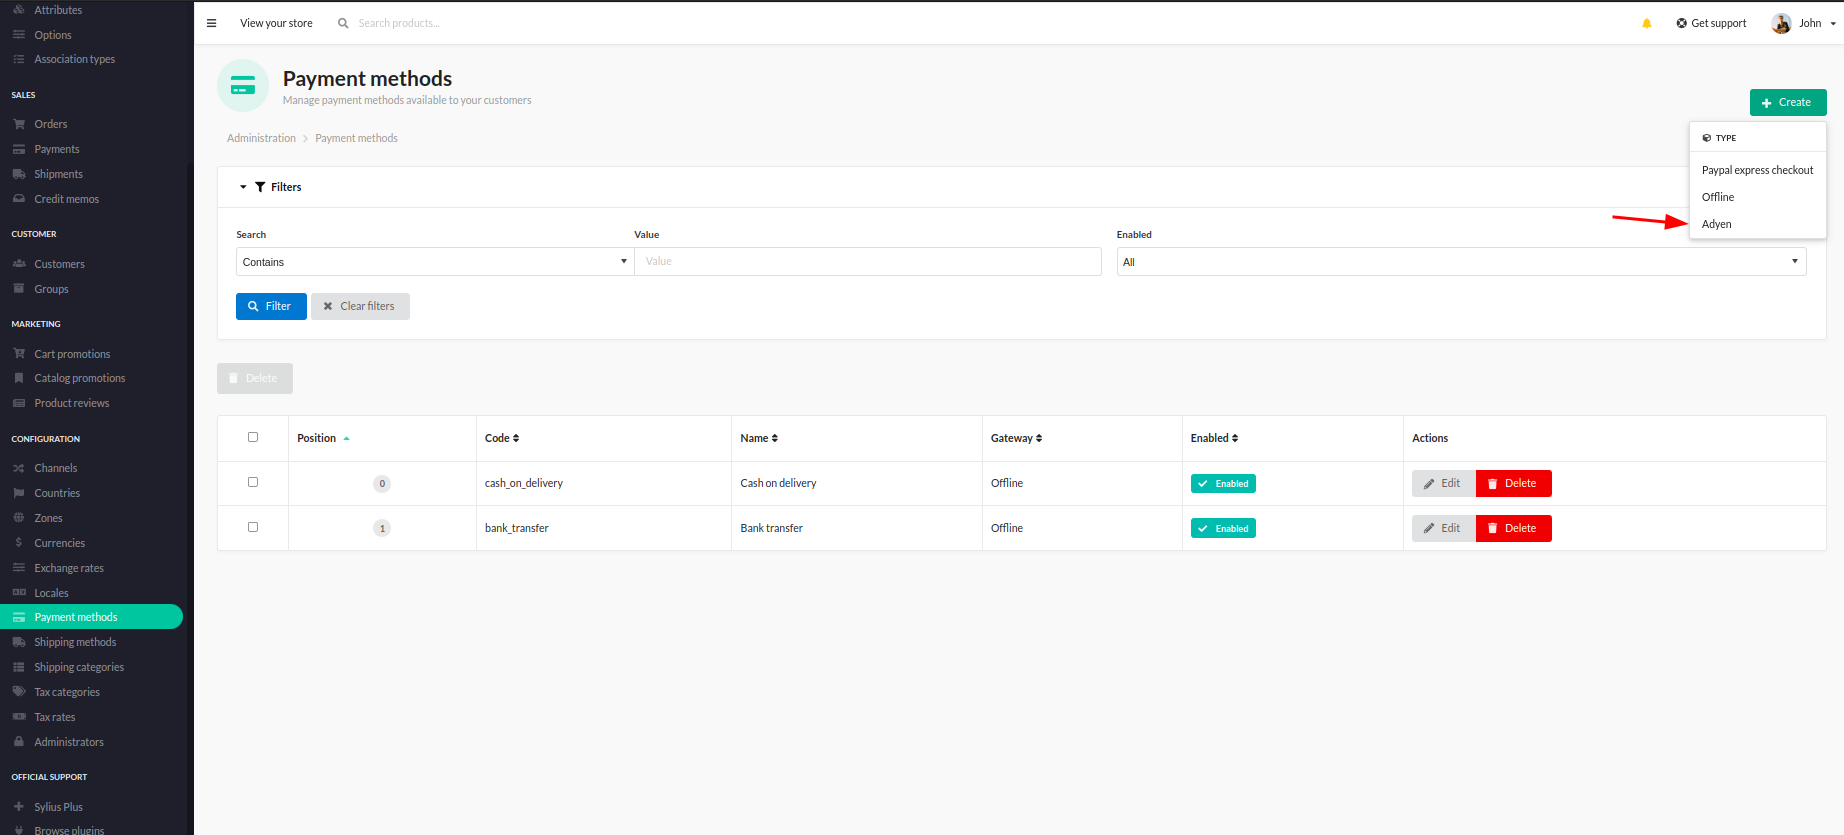 Attributes
Options
Association types
SALES
Orders
Payments
Shipments
Credit memos
CUSTOMER
Customers
Groups
MARKETING
Cart promotions
Catalog promotions
Product reviews
CONFIGURATION
Channels
Countries
Zones
Currencies
Exchange rates
Locales
Payment methods
Shipping methods
Shipping categories
Tax categories
Tax rates
Administrators
OFFICIAL SUPPORT
Sylius Plus
Browse plugins
View your store
Search products...
Get support
John
Payment methods
Manage payment methods available to your customers
Create
Administration
Payment methods
TYPE
Paypal express checkout
Offline
Adyen
Filters
Search
Value
Enabled
Contains
Value
All
Filter
Clear filters
Delete
Position
Code
Name
Gateway
Enabled
Actions
0
cash_on_delivery
Cash on delivery
Offline
Enabled
Edit
Delete
1
bank_transfer
Bank transfer
Offline
Enabled
Edit
Delete